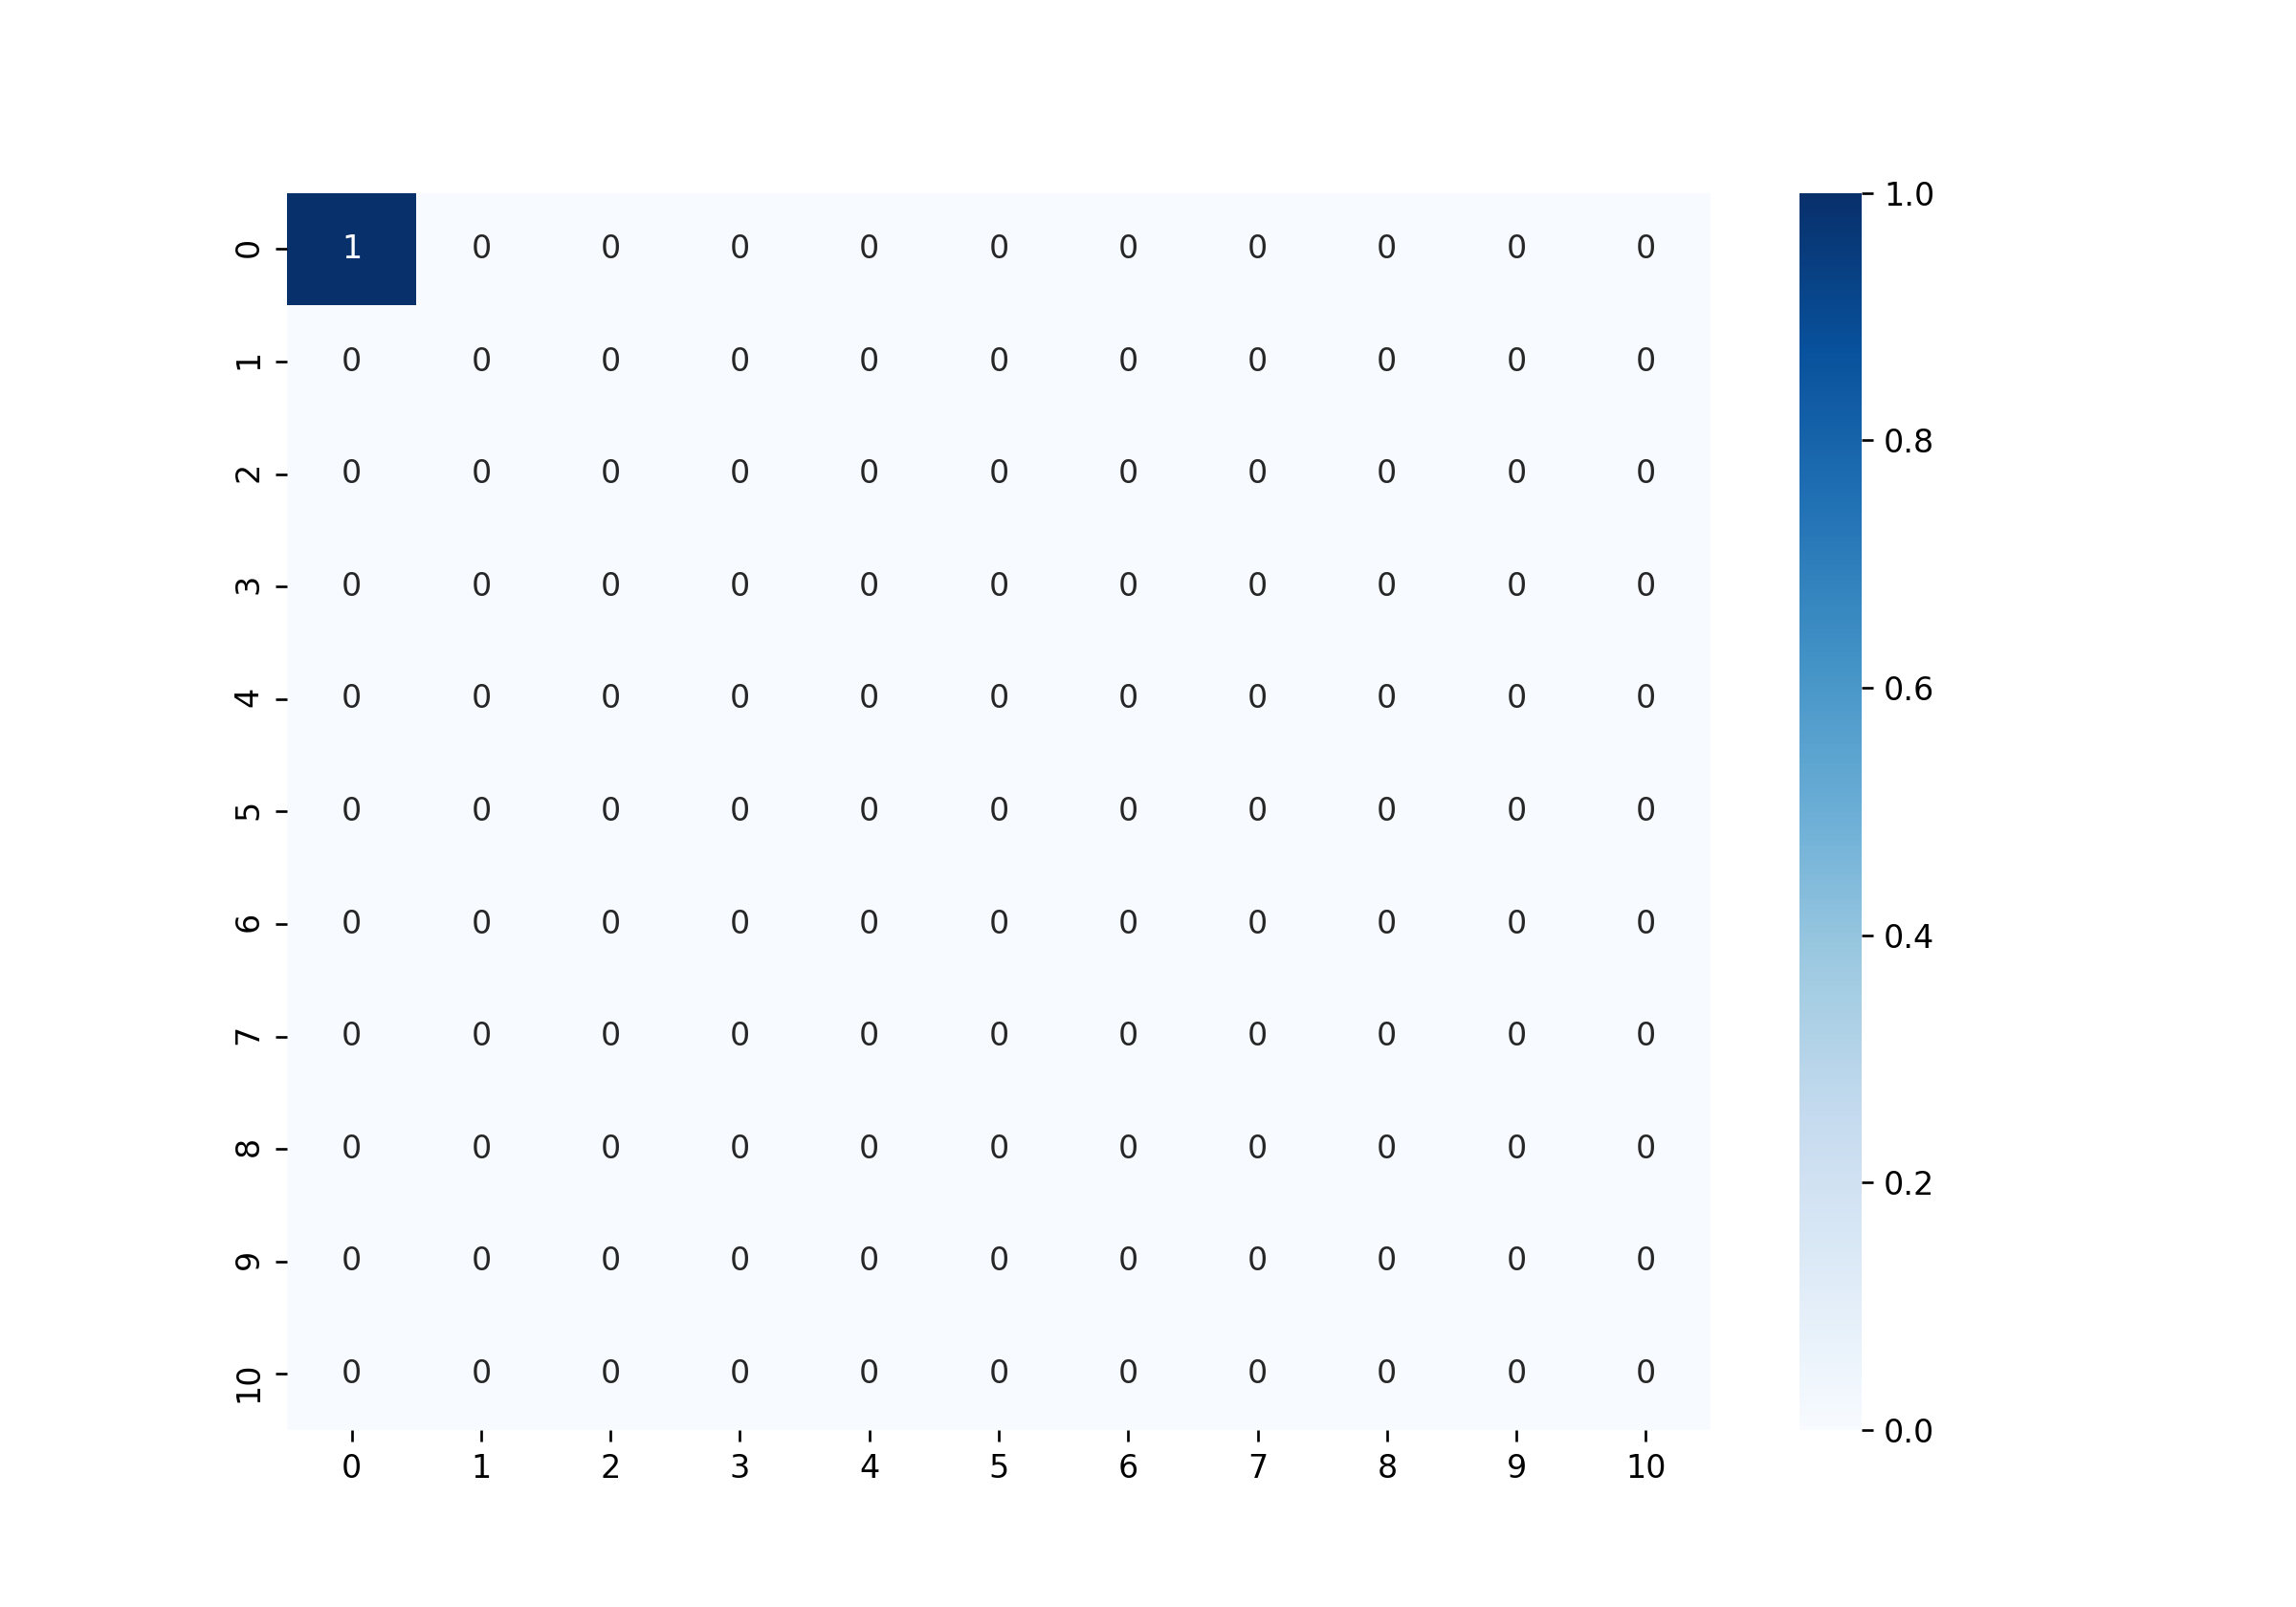 1.0
0 1 0 0 0 0 0 0 0 0 0 0
1 0 0 0 0 0 0 0 0 0 0 0
0.8
2 0 0 0 0 0 0 0 0 0 0 0
3 0 0 0 0 0 0 0 0 0 0 0
0.6
4 0 0 0 0 0 0 0 0 0 0 0
5 0 0 0 0 0 0 0 0 0 0 0
6 0 0 0 0 0 0 0 0 0 0 0
0.4
7 0 0 0 0 0 0 0 0 0 0 0
8 0 0 0 0 0 0 0 0 0 0 0
0.2
9 0 0 0 0 0 0 0 0 0 0 0
10 0 0 0 0 0 0 0 0 0 0 0
0.0
0 1 2 3 4 5 6 7 8 9 10